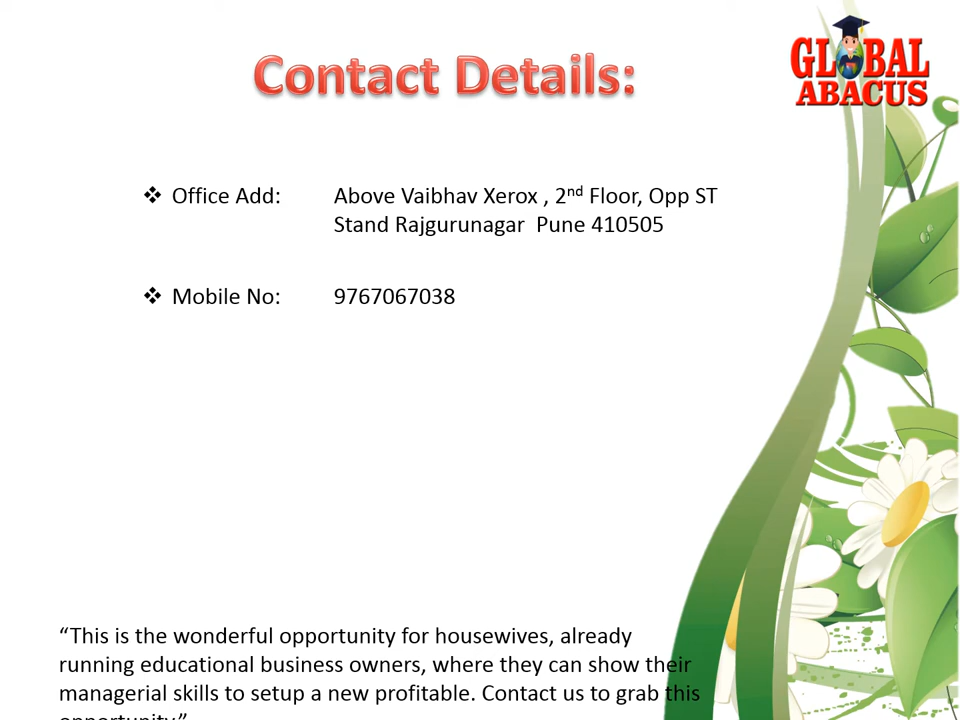 GLOBAL
ABACUS
Contact Details:
❖ Office Add: Above Vaibhav Xerox , 2nd Floor, Opp ST
Stand Rajgurunagar Pune 410505
❖ Mobile No: 9767067038
“This is the wonderful opportunity for housewives, already
running educational business owners, where they can show their
managerial skills to setup a new profitable. Contact us to grab this
opportunity”